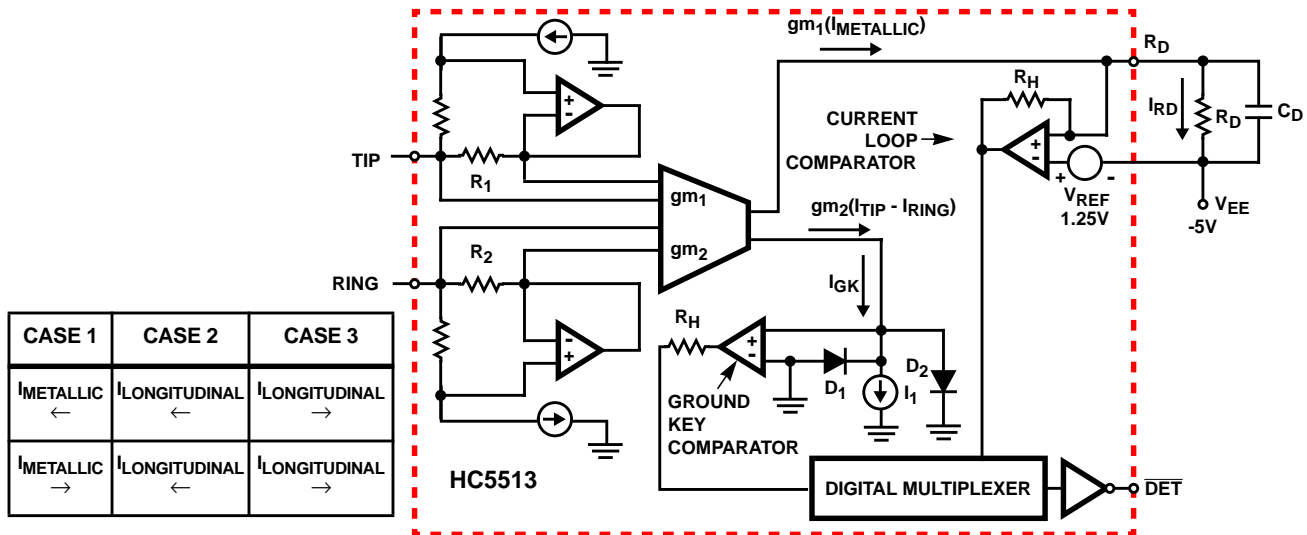 gm1(IMETALLIC)
RD
RH
+
-
CURRENT
LOOP
COMPARATOR
IRD
RD
CD
+
-
+ -
VREF
1.25V
VEE
-5V
TIP
R1
gm1
gm2(ITIP - IRING)
gm2
R2
RING
IGK
-
+
RH
+
-
D1
D2
I1
GROUND
KEY
COMPARATOR
HC5513
DIGITAL MULTIPLEXER
DET
CASE 1 CASE 2 CASE 3
IMETALLIC ILONGITUDINAL ILONGITUDINAL
← ← →
IMETALLIC ILONGITUDINAL ILONGITUDINAL
→ ← →